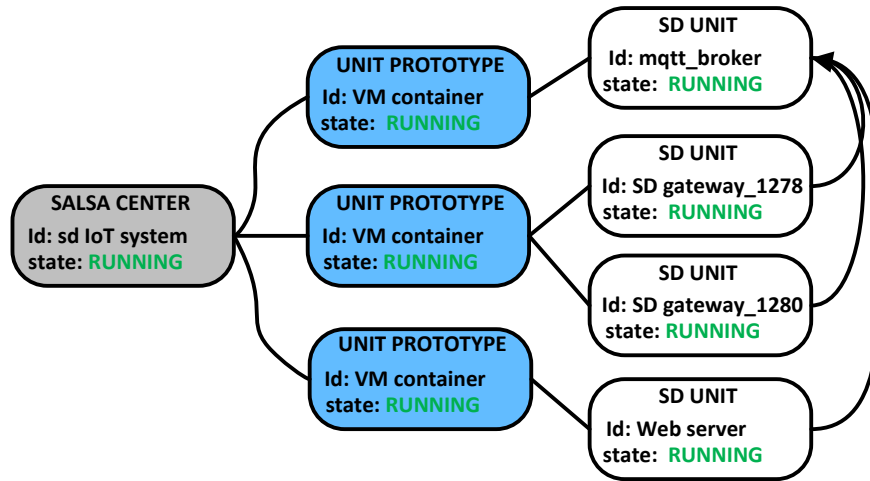 SALSA CENTER
Id: sd IoT system
state: RUNNING
UNIT PROTOTYPE
Id: VM container
state: RUNNING
UNIT PROTOTYPE
Id: VM container
state: RUNNING
UNIT PROTOTYPE
Id: VM container
state: RUNNING
SD UNIT
Id: mqtt_broker
state: RUNNING
SD UNIT
Id: SD gateway_1278
state: RUNNING
SD UNIT
Id: SD gateway_1280
state: RUNNING
SD UNIT
Id: Web server
state: RUNNING